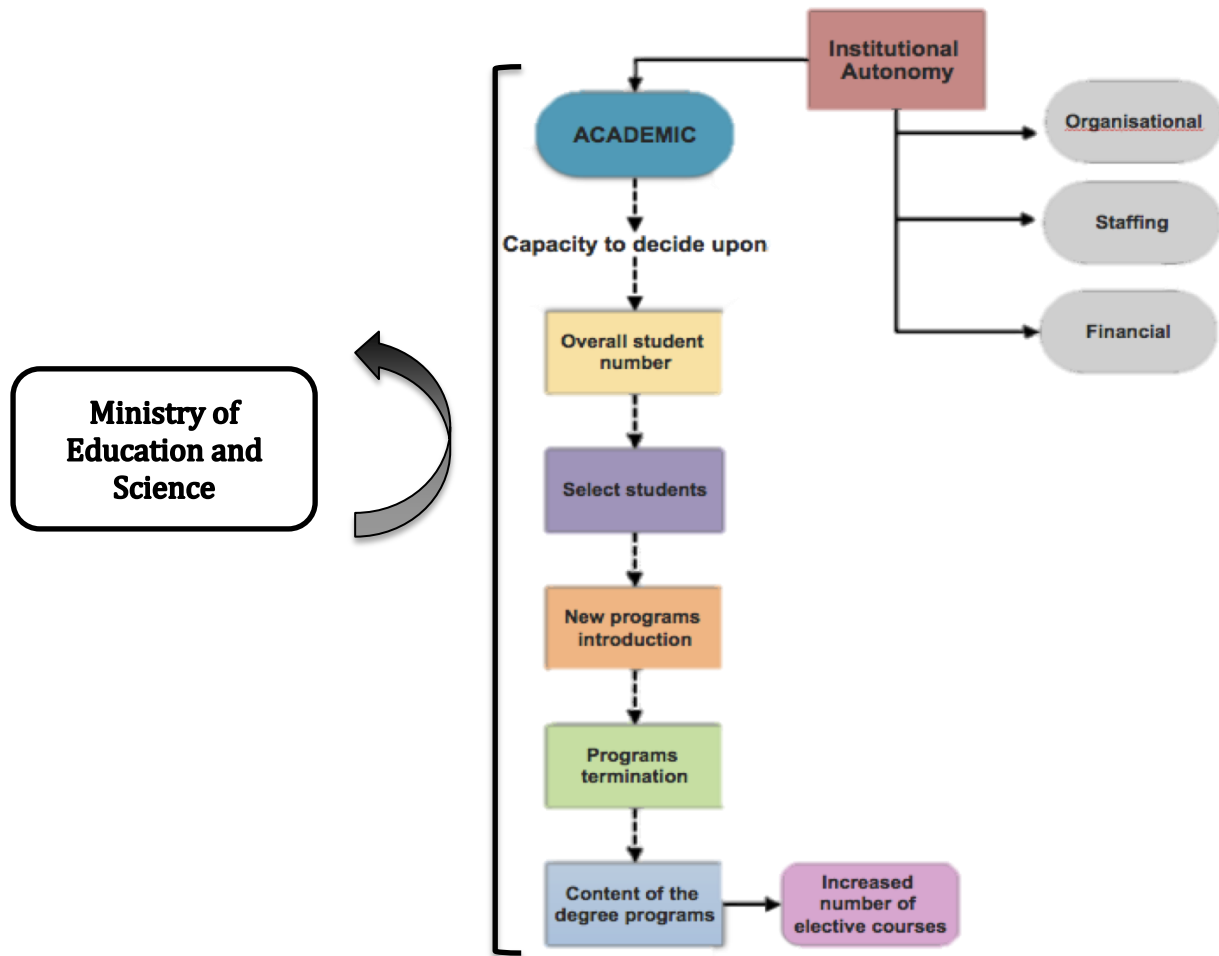 Institutional
Autonomy
ACADEMIC
Organisational
Staffing
Financial
Capacity to decide upon
Overall student
number
Select students
New programs
introduction
Programs
termination
Content of the
degree programs
Increased
number of
elective courses
Ministry of
Education and
Science